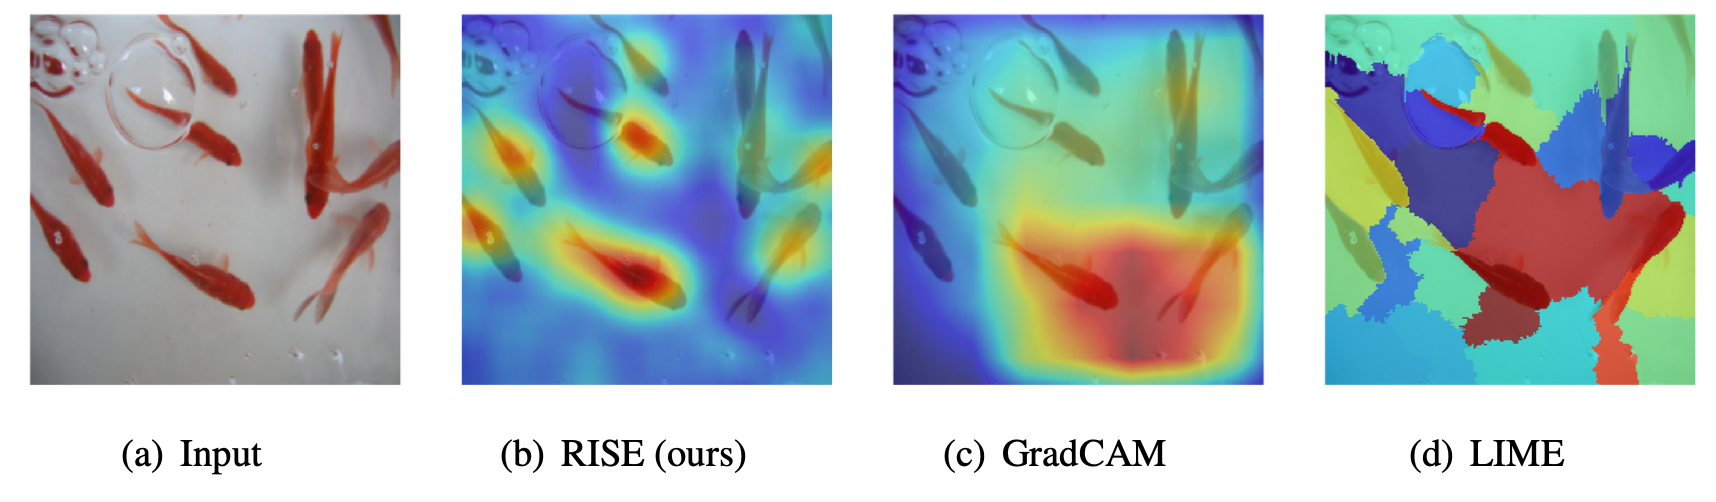 (a) Input (b) RISE (ours) (c) GradCAM (d) LIME